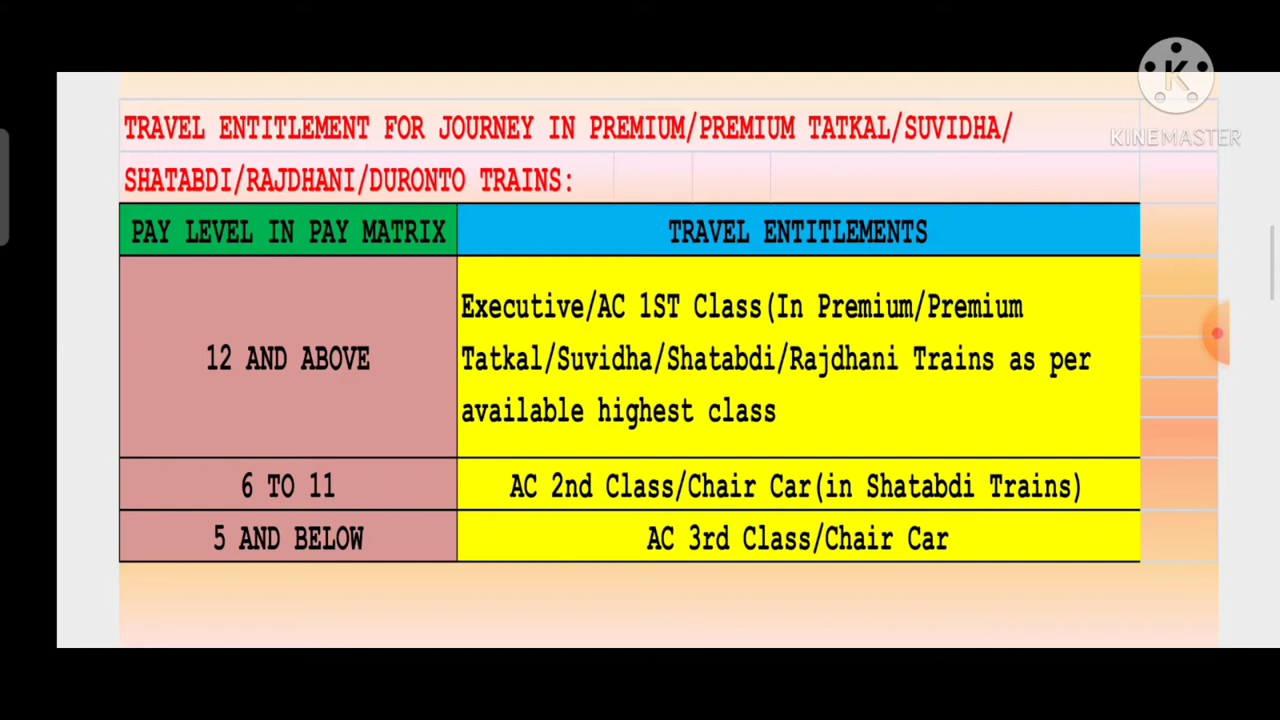 K
KINEMASTER
TRAVEL ENTITLEMENT FOR JOURNEY IN PREMIUM/PREMIUM TATKAL/SUVIDHA/
SHATABDI/RAJDHANI/DURONTO TRAINS:
PAY LEVEL IN PAY MATRIX TRAVEL ENTITLEMENTS
12 AND ABOVE
Executive/AC 1ST Class(In Premium/Premium
Tatkal/Suvidha/Shatabdi/Rajdhani Trains as per
available highest class
6 TO 11 AC 2nd Class/Chair Car(in Shatabdi Trains)
5 AND BELOW AC 3rd Class/Chair Car